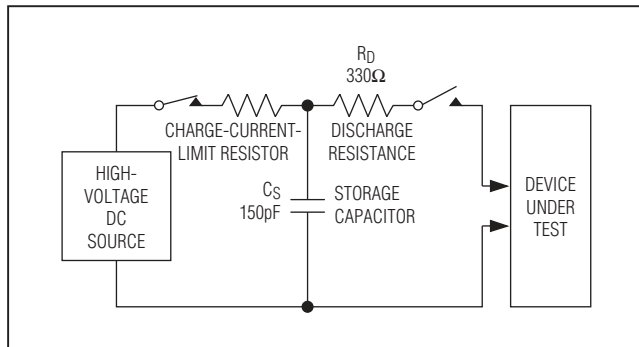 R_D
330Ω
CHARGE-CURRENT-
LIMIT RESISTOR
DISCHARGE
RESISTANCE
HIGH-
VOLTAGE
DC
SOURCE
C_S
150pF
STORAGE
CAPACITOR
DEVICE
UNDER
TEST